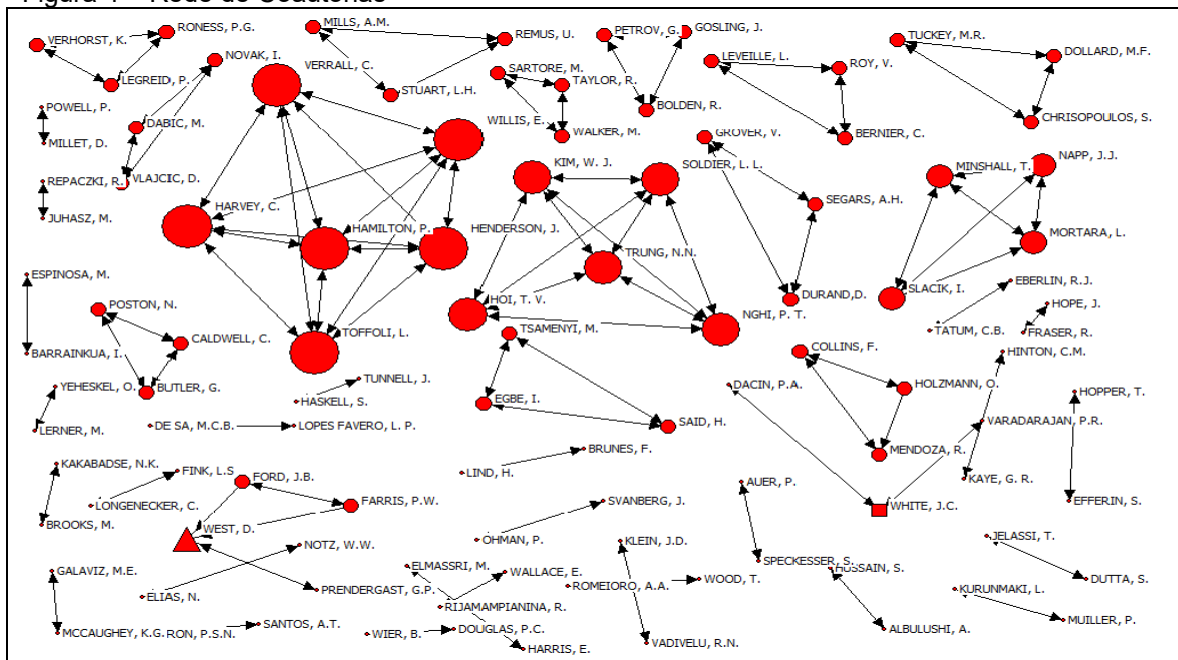 Figura 1 – Rede de Coautorias
VERHORST, K.
RONESS, P.G.
LEGREID, P.
NOVAK, I.
MILLS, A.M.
REMUS, U.
VERRALL, C.
STUART, L.H.
SARTORE, M.
TAYLOR, R.
WILLIS, E.
WALKER, M.
PETROV, G.
GOSLING, J.
BOLDEN, R.
LEVEILLE, L.
ROY, V.
BERNIER, C.
TUCKEY, M.R.
DOLLARD, M.F.
CHRISOPOULOS, S.
POWELL, P.
MILLET, D.
DABIC, M.
VLAJCIC, D.
REPACZKI, R.
JUHASZ, M.
HARVEY, C.
HAMILTON, P.
HENDERSON, J.
TOFFOLI, L.
KIM, W. J.
SOLDIER, L. L.
TRUNG, N.N.
HOI, T. V.
NGHI, P. T.
GROVER, V.
SEGARS, A.H.
DURAND,D.
MINSHALL, T.
NAPP, J.J.
MORTARA, L.
SLACIK, I.
ESPINOSA, M.
BARRAINKUA, I.
POSTON, N.
CALDWELL, C.
BUTLER, G.
TSAMENYI, M.
EGBE, I.
SAID, H.
EBERLIN, R.J.
TATUM, C.B.
HOPE, J.
FRASER, R.
COLLINS, F.
HOLZMANN, O.
MENDOZA, R.
HINTON, C.M.
KAYE, G. R.
DACIN, P.A.
VARADARAJAN, P.R.
WHITE, J.C.
HOPPER, T.
EFFERIN, S.
YEHESKEL, O.
LERNER, M.
TUNNELL, J.
HASKELL, S.
DE SA, M.C.B.
LOPES FAVERO, L. P.
KAKABADSE, N.K.
BROOKS, M.
FINK, L.S
LONGENECKER, C.
FORD, J.B.
FARRIS, P.W.
WEST, D.
PRENDERGAST, G.P.
LIND, H.
BRUNES, F.
SVANBERG, J.
OHMAN, P.
AUER, P.
SPECKESSER, S.
HUSSAIN, S.
ALBULUSHI, A.
NOTZ, W.W.
ELIAS, N.
GALAVIZ, M.E.
MCCAUGHEY, K.G.
RON, P.S.N.
SANTOS, A.T.
ELMASSRI, M.
HARRIS, E.
WALLACE, E.
RIJAMAMPIANINA, R.
WIER, B.
DOUGLAS, P.C.
KLEIN, J.D.
VADIVELU, R.N.
ROMEIORO, A.A.
WOOD, T.
JELASSI, T.
DUTTA, S.
KURUNMAKI, L.
MUILLER, P.